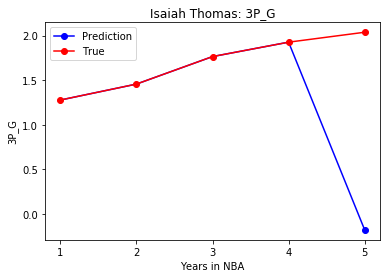 Isaiah Thomas: 3P_G
Prediction
True
2.0
1.5
1.0
0.5
0.0
3P_G
1 2 3 4 5
Years in NBA